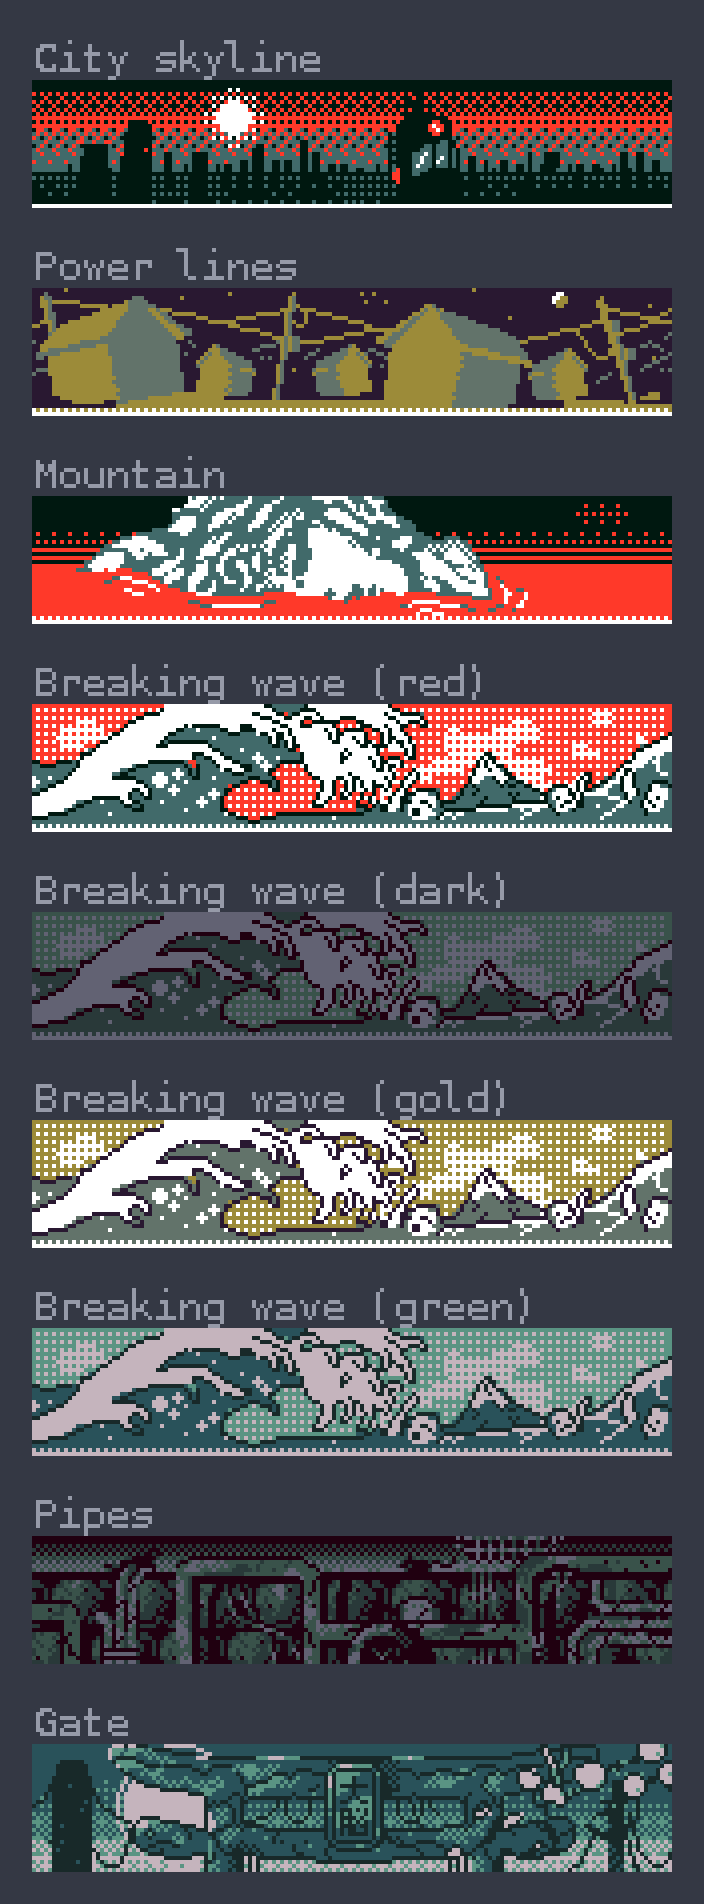 City skyline
Power lines
Mountain
Breaking wave (red)
Breaking wave (dark)
Breaking wave (gold)
Breaking wave (green)
Pipes
Gate